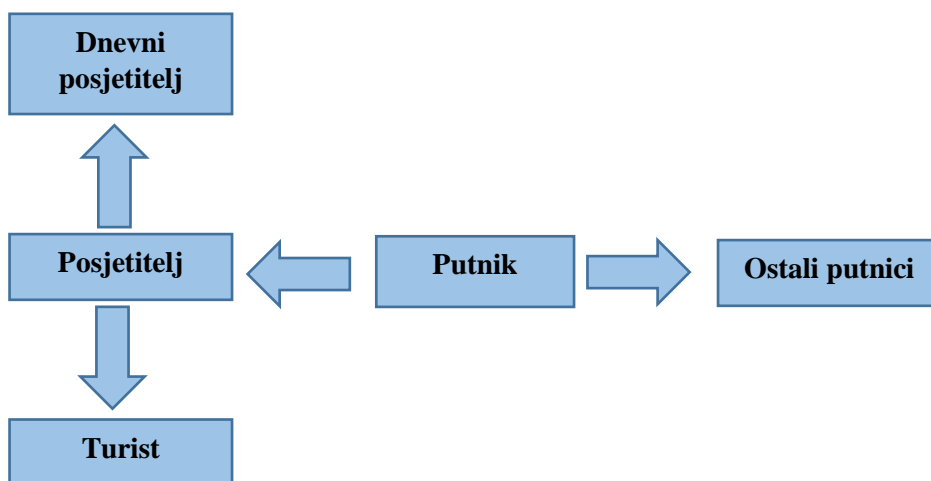 Dnevni
posjetitelj
Posjetitelj
Putnik
Ostali putnici
Turist